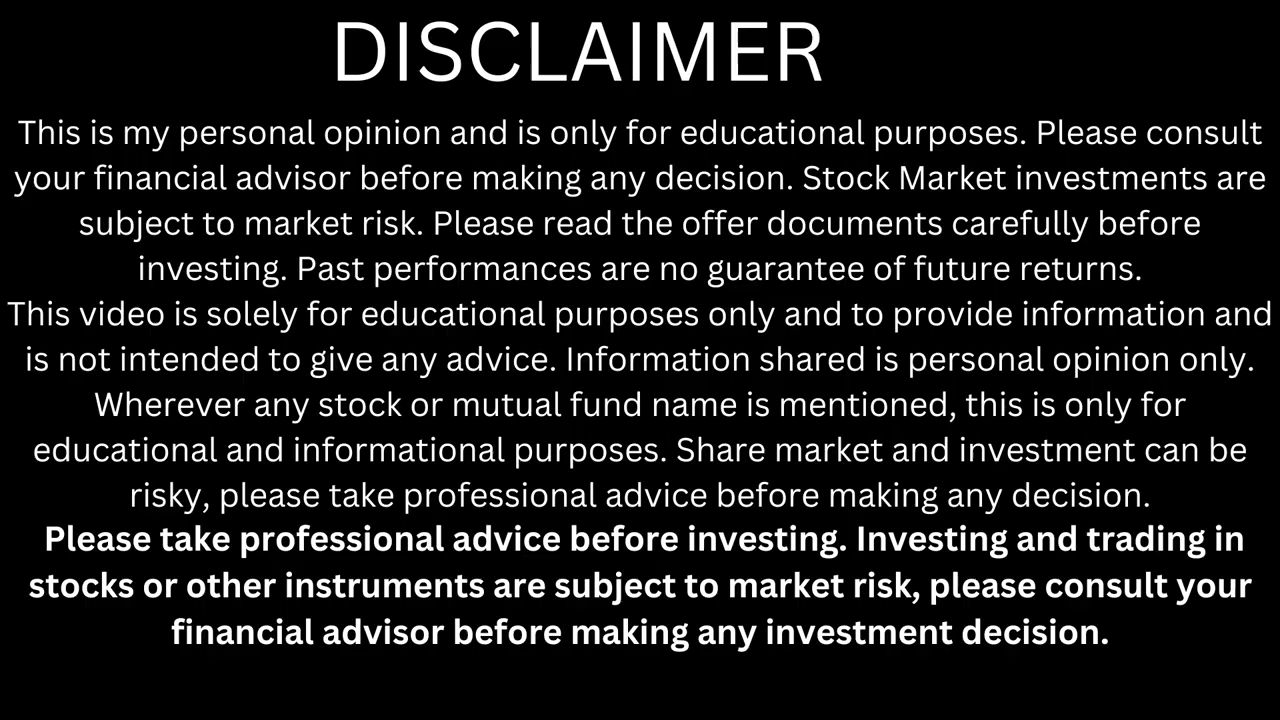 DISCLAIMER
This is my personal opinion and is only for educational purposes. Please consult
your financial advisor before making any decision. Stock Market investments are
subject to market risk. Please read the offer documents carefully before
investing. Past performances are no guarantee of future returns.
This video is solely for educational purposes only and to provide information and
is not intended to give any advice. Information shared is personal opinion only.
Wherever any stock or mutual fund name is mentioned, this is only for
educational and informational purposes. Share market and investment can be
risky, please take professional advice before making any decision.
Please take professional advice before investing. Investing and trading in
stocks or other instruments are subject to market risk, please consult your
financial advisor before making any investment decision.